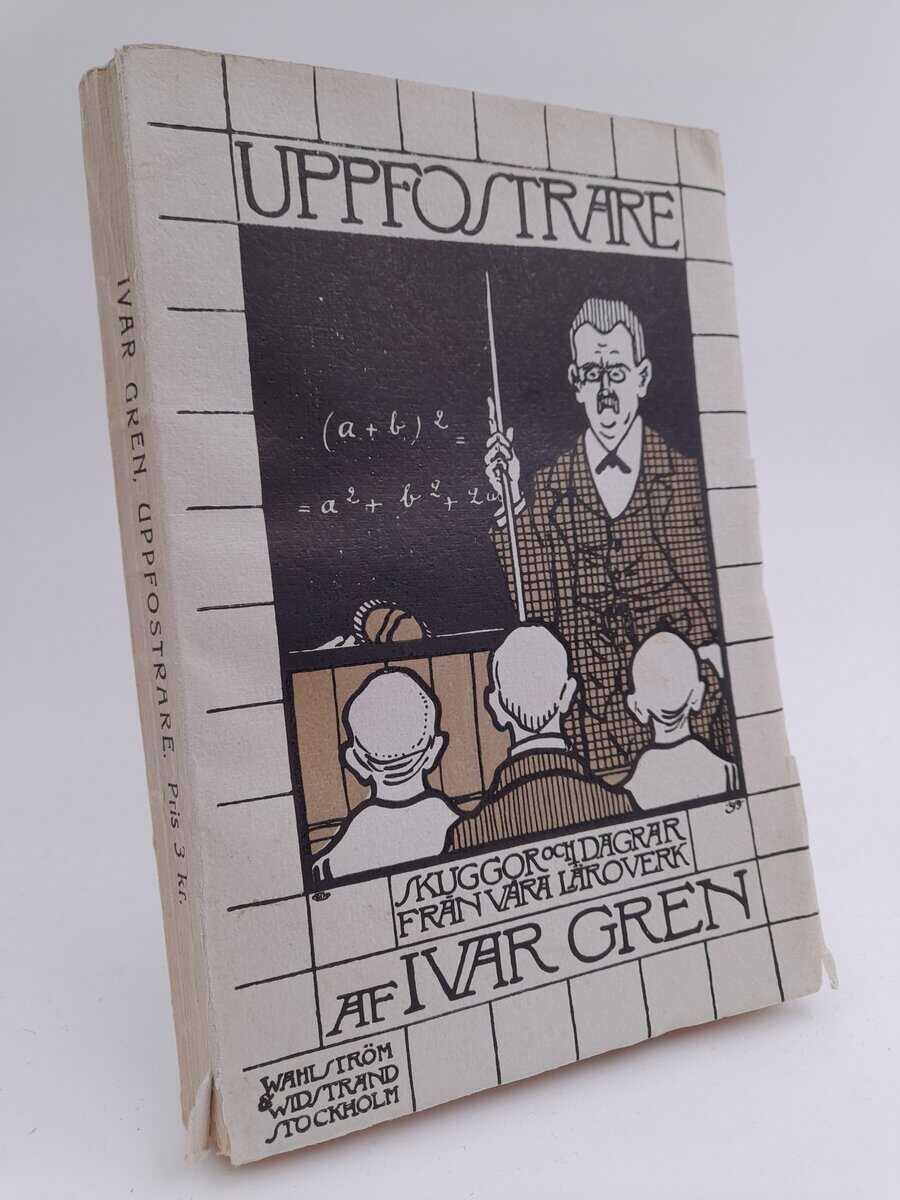 UPPFOSTRARE
(a + b)² =
= a² + b² + 2a
SKUGGOR OCH DAGRAR
FRÅN VÅRA LÄROVERK
AF IVAR GREN
WAHLSTRÖM
& WIDSTRAND
STOCKHOLM
IVAR GREN, UPPFOSTRARE. Pris 3 kr.